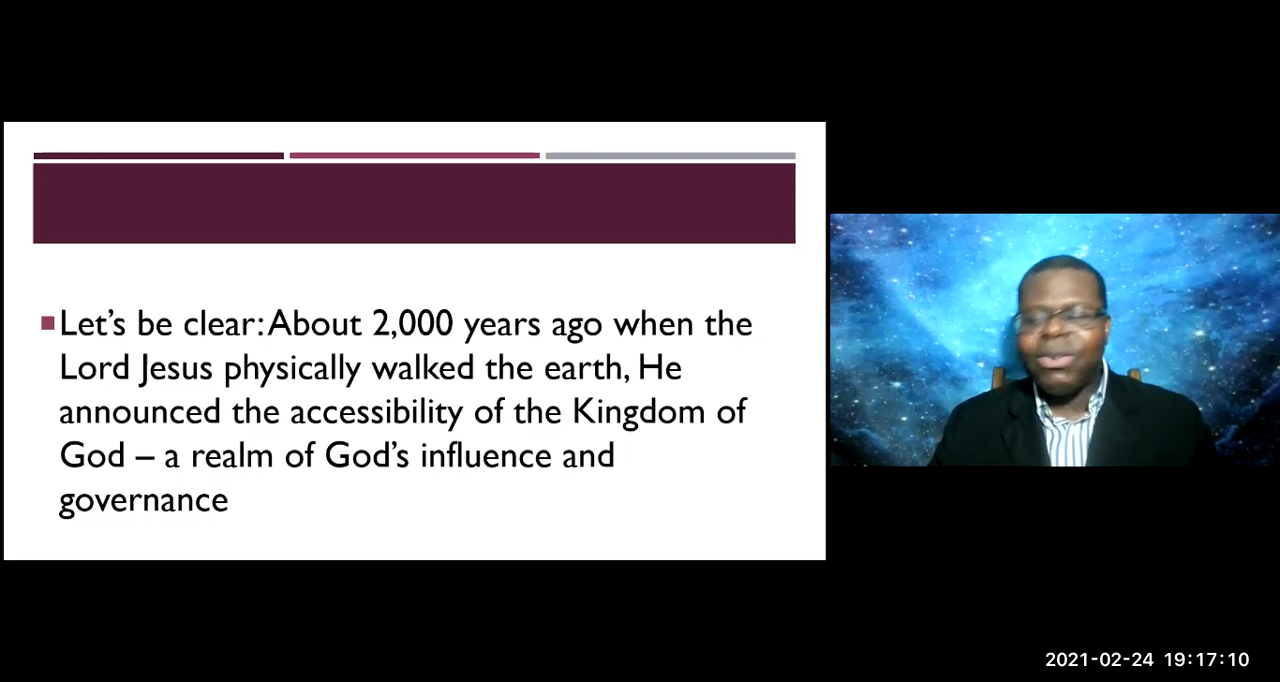 Let's be clear: About 2,000 years ago when the
Lord Jesus physically walked the earth, He
announced the accessibility of the Kingdom of
God – a realm of God's influence and
governance
2021-02-24 19:17:10